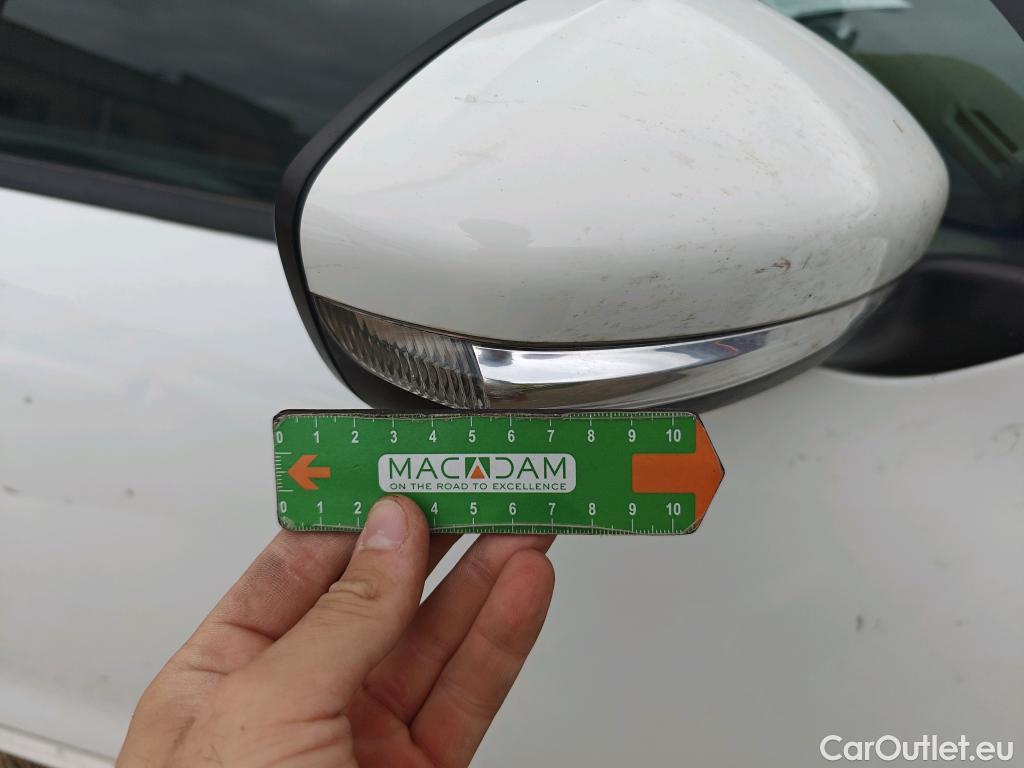 0 1 2 3 4 5 6 7 8 9 10
MACADAM
ON THE ROAD TO EXCELLENCE
0 1 2 4 5 6 7 8 9 10
CarOutlet.eu